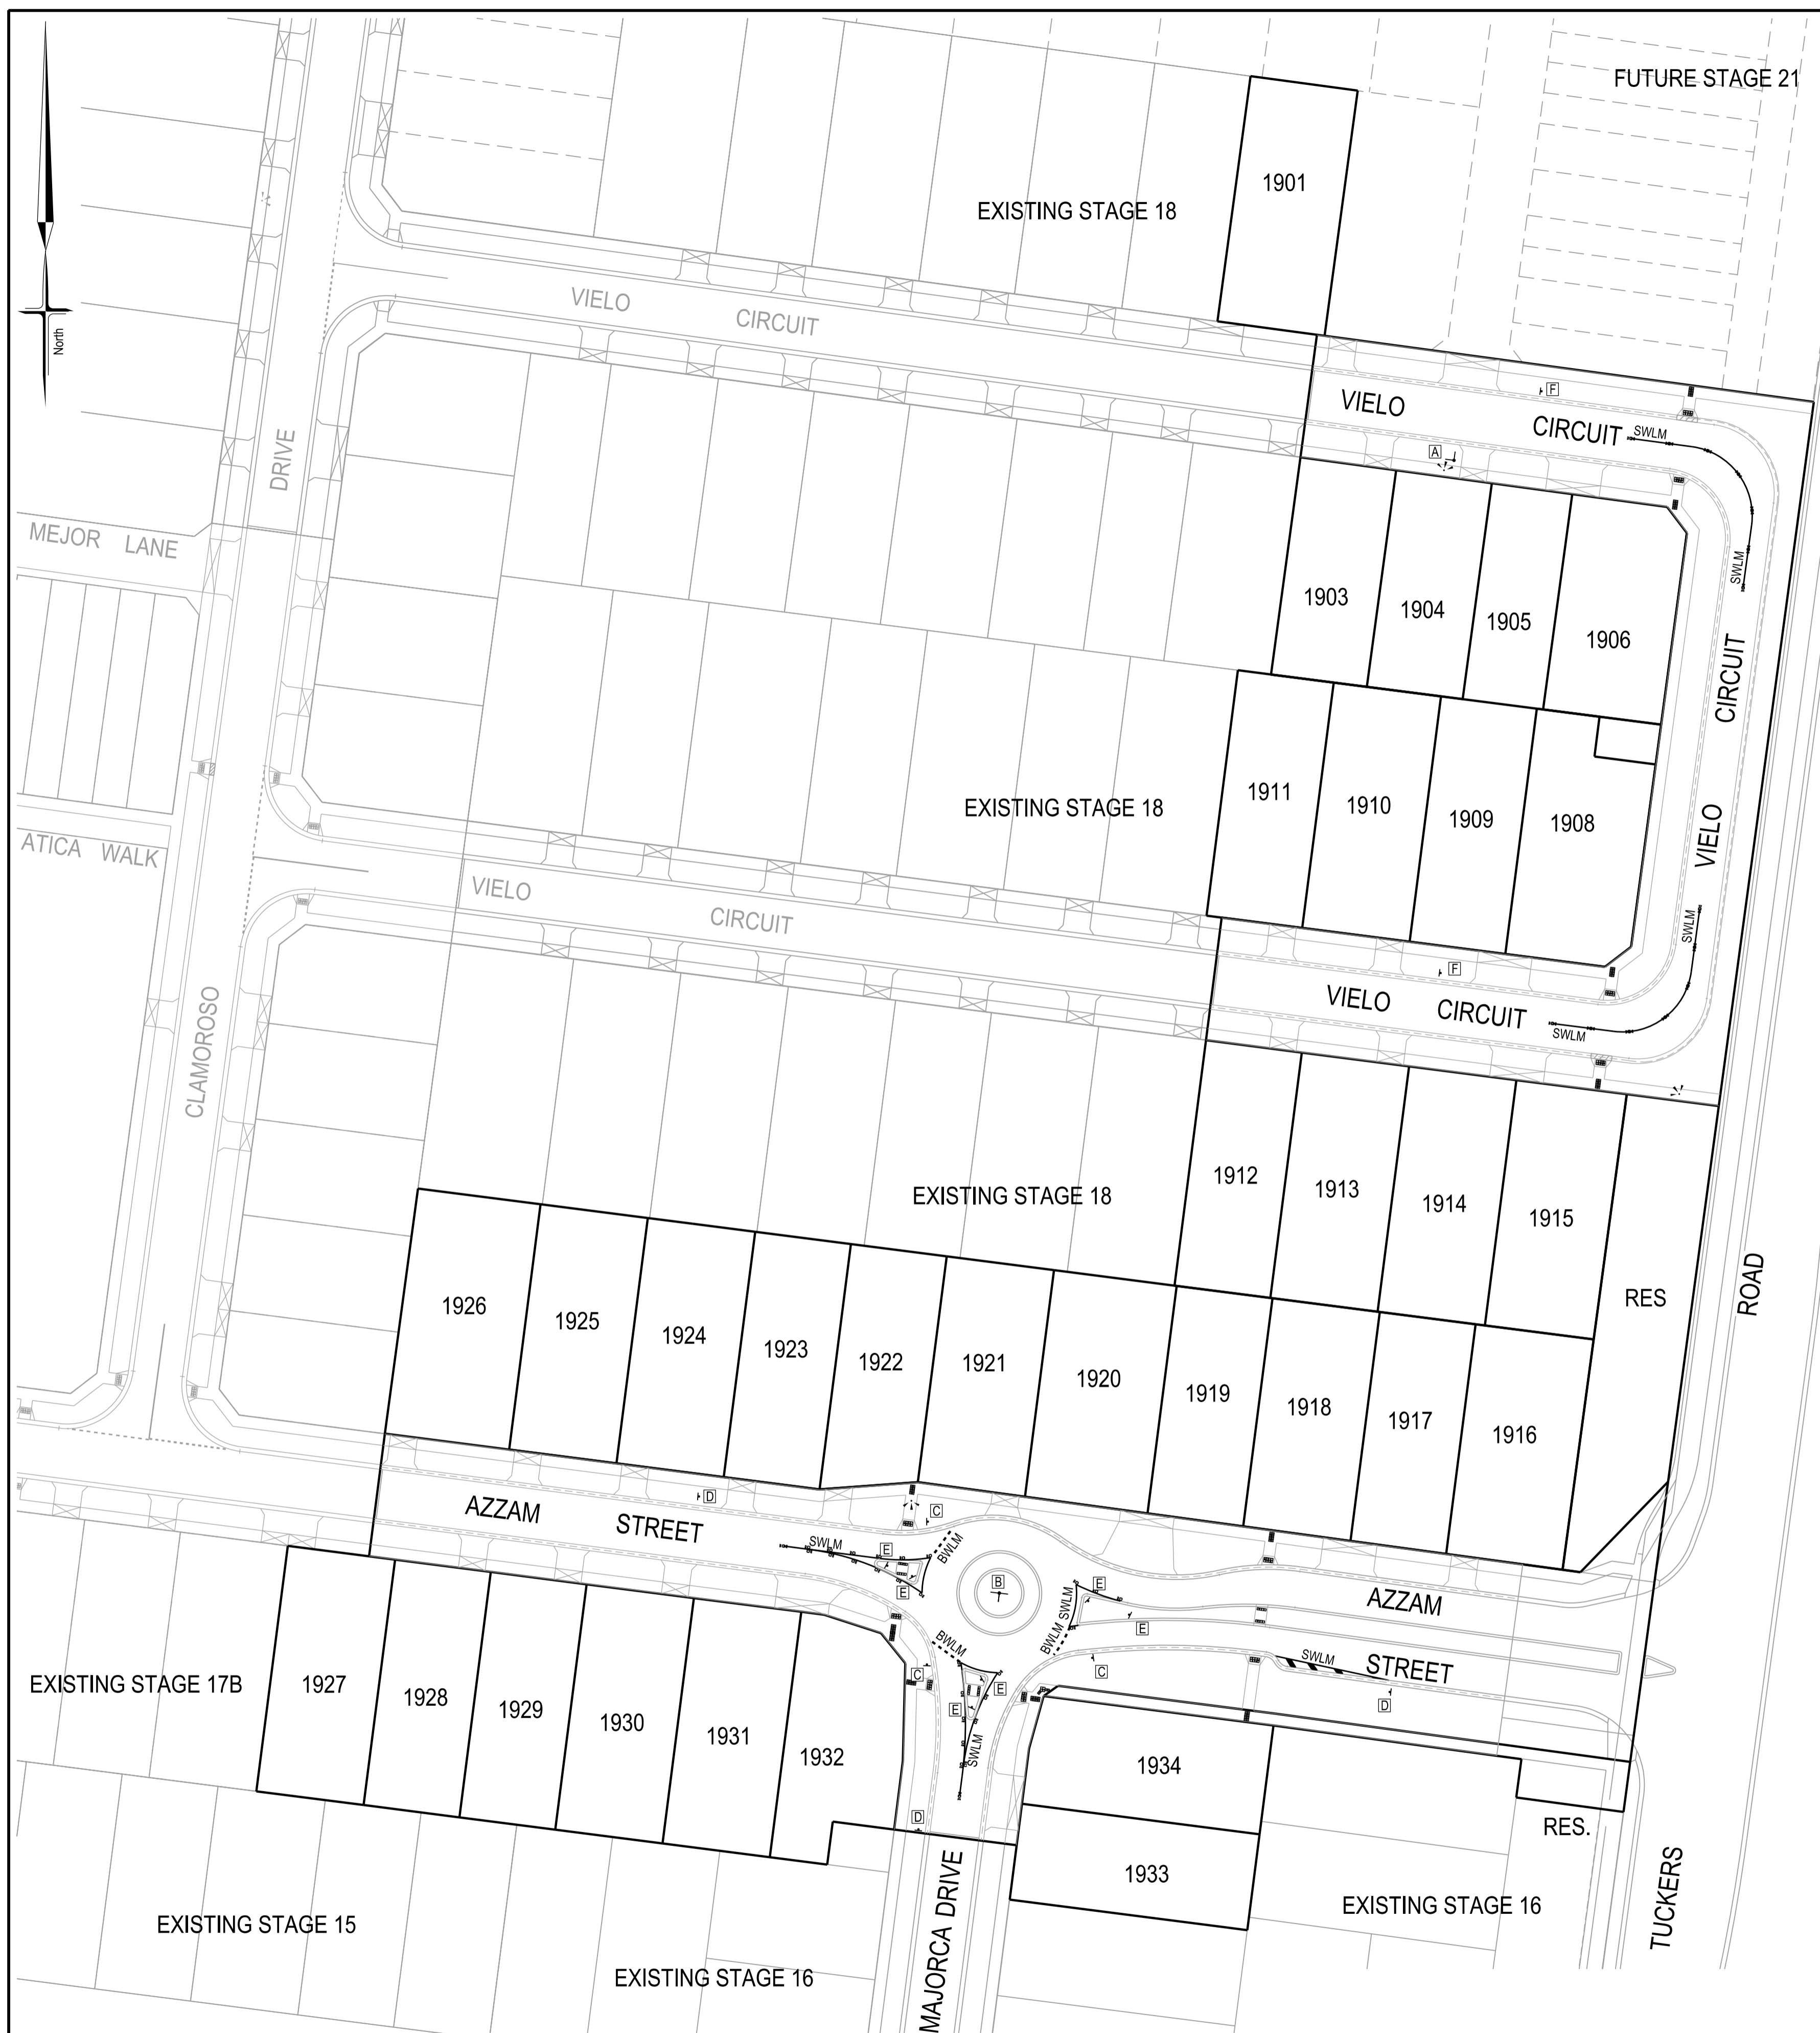 FUTURE STAGE 21
1901
EXISTING STAGE 18
North
VIELO
CIRCUIT
VIELO
CIRCUIT
SWLM
F
A
DRIVE
MEJOR LANE
SWLM
1903
1904
1905
1906
CIRCUIT
VIELO
1911
1910
1909
1908
EXISTING STAGE 18
ATICA WALK
VIELO
CIRCUIT
SWLM
F
VIELO
CIRCUIT
SWLM
CLAMOROSO
1912
1913
1914
1915
EXISTING STAGE 18
RES
ROAD
1926
1925
1924
1923
1922
1921
1920
1919
1918
1917
1916
D
C
AZZAM
STREET
SWLM
BWLM
E
E
B
E
SWLM
BWLM
E
AZZAM
STREET
SWLM
C
D
BWLM
C
E
E
SWLM
D
EXISTING STAGE 17B
1927
1928
1929
1930
1931
1932
1934
1933
RES.
EXISTING STAGE 16
TUCKERS
MAJORCA DRIVE
EXISTING STAGE 15
EXISTING STAGE 16